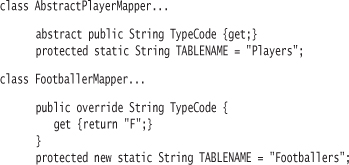 class AbstractPlayerMapper...
abstract public String TypeCode {get;}
protected static String TABLENAME = "Players";
class FootballerMapper...
public override String TypeCode {
get {return "F";}
}
protected new static String TABLENAME = "Footballers";